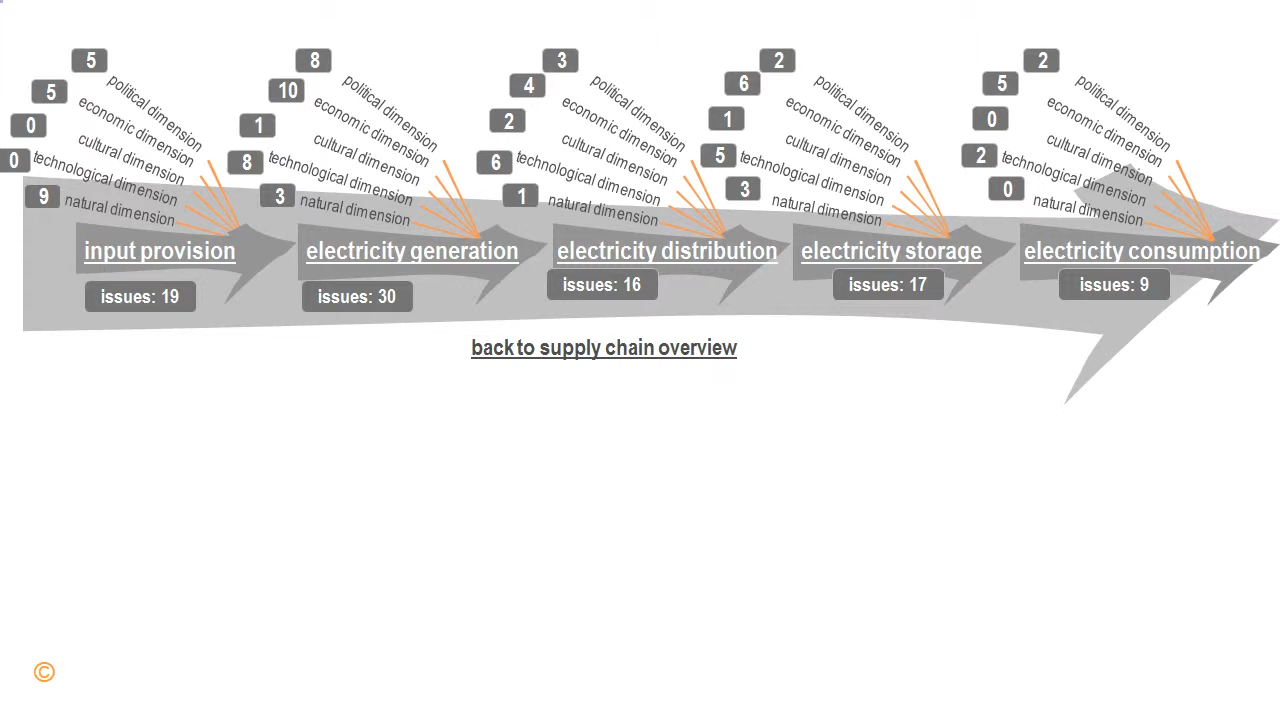 5
political dimension
5
economic dimension
0
cultural dimension
0
technological dimension
9
natural dimension
input provision
issues: 19
8
political dimension
10
economic dimension
1
cultural dimension
8
technological dimension
3
natural dimension
electricity generation
issues: 30
3
political dimension
4
economic dimension
2
cultural dimension
6
technological dimension
1
natural dimension
electricity distribution
issues: 16
2
political dimension
6
economic dimension
1
cultural dimension
5
technological dimension
3
natural dimension
electricity storage
issues: 17
2
political dimension
5
economic dimension
0
cultural dimension
2
technological dimension
0
natural dimension
electricity consumption
issues: 9
back to supply chain overview
©